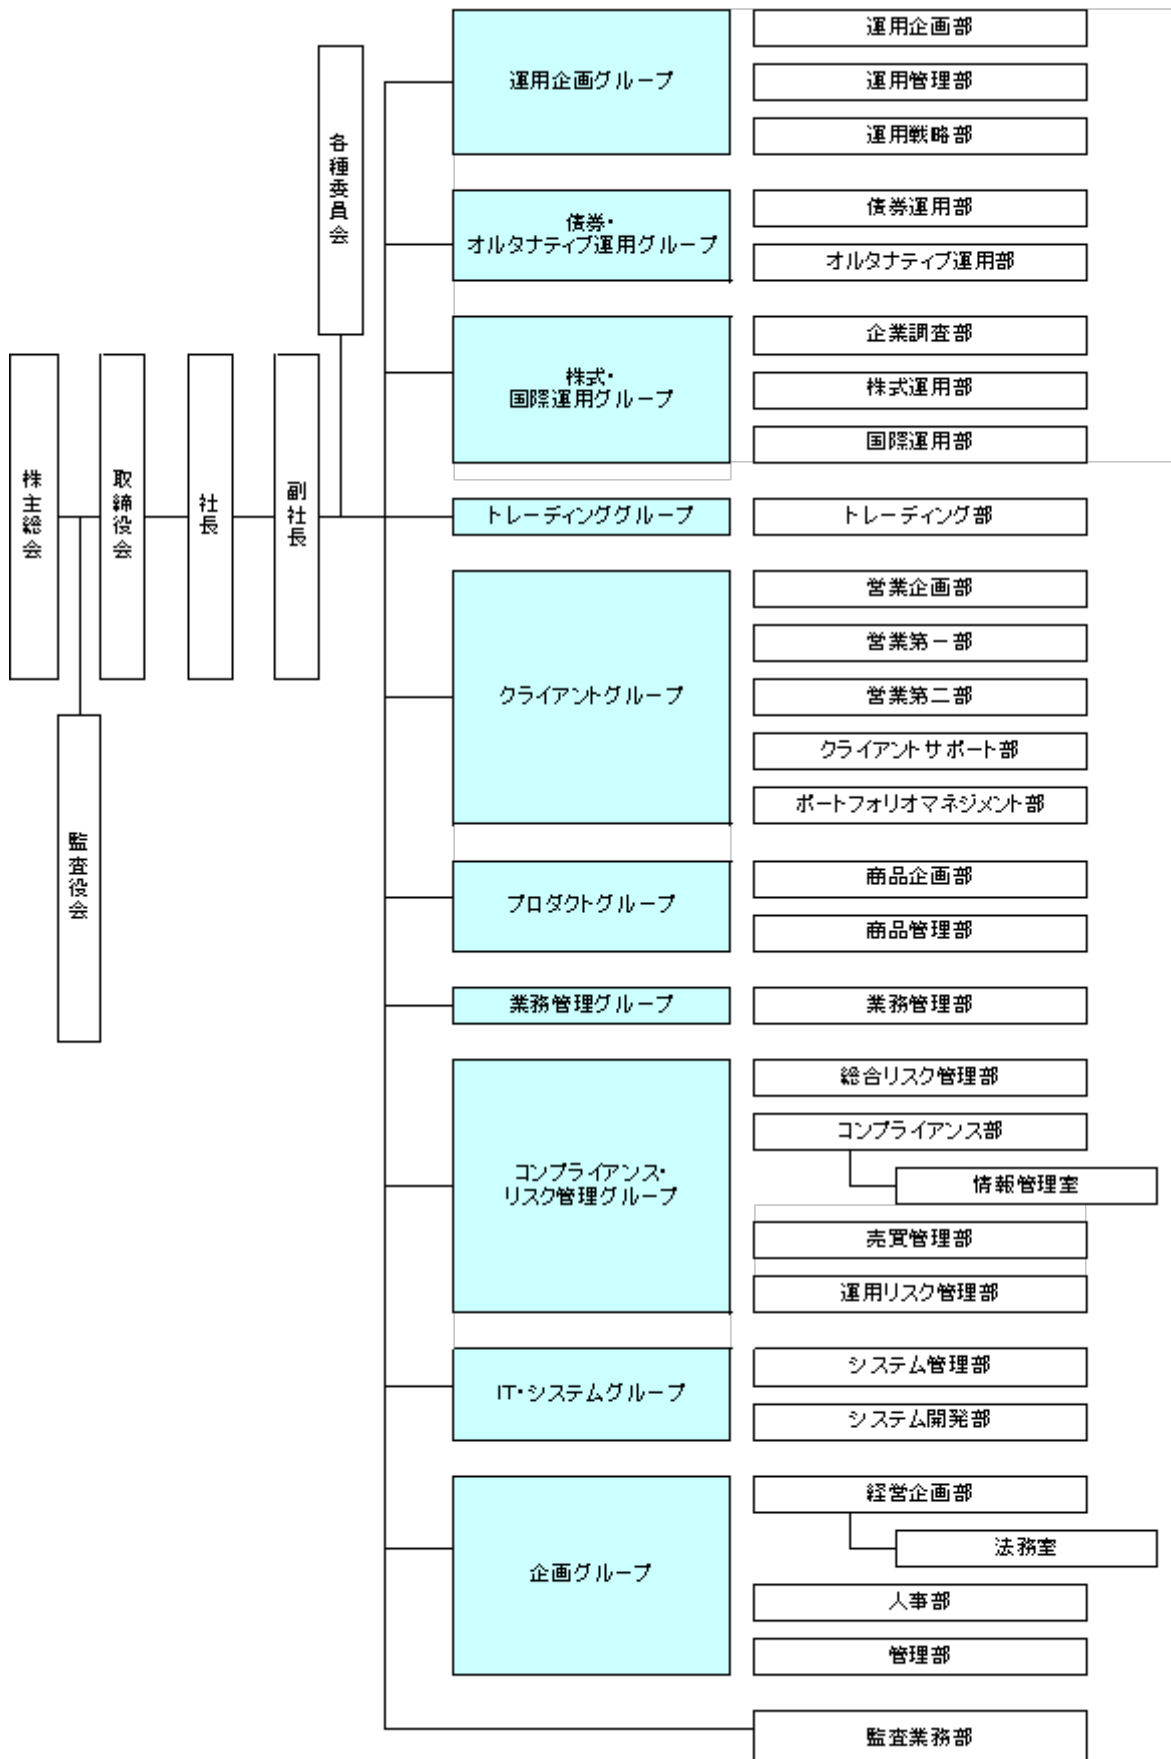 株主総会
監査役会
取締役会
社長
副社長
各種委員会
運用企画グループ
運用企画部
運用管理部
運用戦略部
債券・
オルタナティブ運用グループ
債券運用部
オルタナティブ運用部
株式・
国際運用グループ
企業調査部
株式運用部
国際運用部
トレーディンググループ
トレーディング部
クライアントグループ
営業企画部
営業第一部
営業第二部
クライアントサポート部
ポートフォリオマネジメント部
プロダクトグループ
商品企画部
商品管理部
業務管理グループ
業務管理部
コンプライアンス・
リスク管理グループ
総合リスク管理部
コンプライアンス部
情報管理室
売買管理部
運用リスク管理部
IT・システムグループ
システム管理部
システム開発部
企画グループ
経営企画部
法務室
人事部
管理部
監査業務部